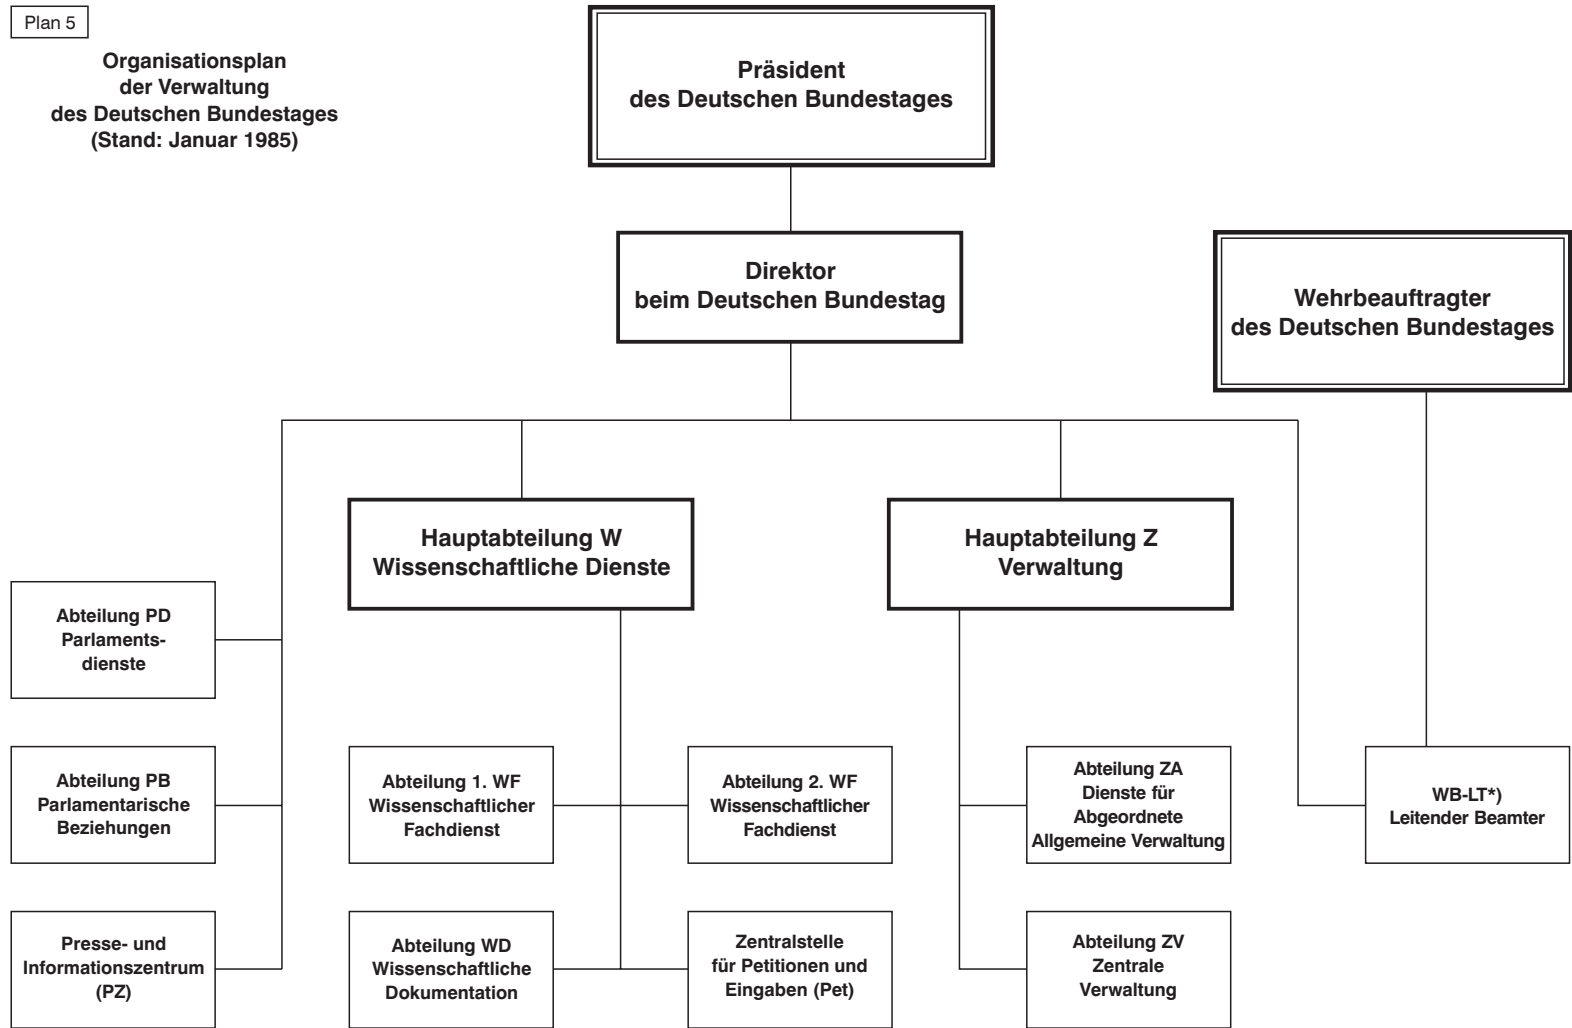 Plan 5
Organisationsplan
der Verwaltung
des Deutschen Bundestages
(Stand: Januar 1985)
Präsident
des Deutschen Bundestages
Direktor
beim Deutschen Bundestag
Wehrbeauftragter
des Deutschen Bundestages
Hauptabteilung W
Wissenschaftliche Dienste
Hauptabteilung Z
Verwaltung
Abteilung PD
Parlaments-
dienste
Abteilung PB
Parlamentarische
Beziehungen
Abteilung 1. WF
Wissenschaftlicher
Fachdienst
Abteilung 2. WF
Wissenschaftlicher
Fachdienst
Abteilung ZA
Dienste für
Abgeordnete
Allgemeine Verwaltung
WB-LT*)
Leitender Beamter
Presse- und
Informationszentrum
(PZ)
Abteilung WD
Wissenschaftliche
Dokumentation
Zentralstelle
für Petitionen und
Eingaben (Pet)
Abteilung ZV
Zentrale
Verwaltung